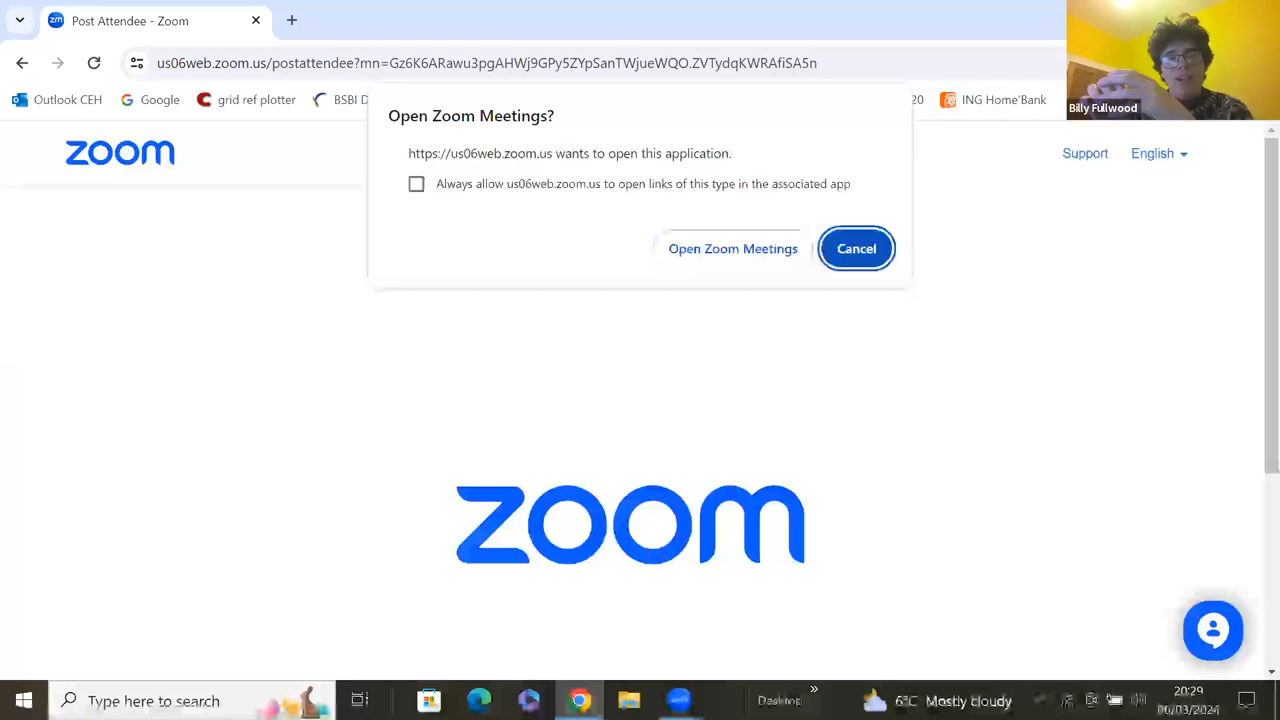 Post Attendee - Zoom
us06web.zoom.us/postattendee?mn=Gz6K6ARawu3pgAHWj9GPy5ZYpSanTWjueWQO.ZVTydqKWRAfiSA5n
Outlook CEH
Google
grid ref plotter
BSBI D
20
ING Home'Bank
Billy Fullwood
Open Zoom Meetings?
https://us06web.zoom.us wants to open this application.
Always allow us06web.zoom.us to open links of this type in the associated app
Open Zoom Meetings
Cancel
zoom
Support
English
zoom
Type here to search
Desktop
Mostly cloudy
20:29